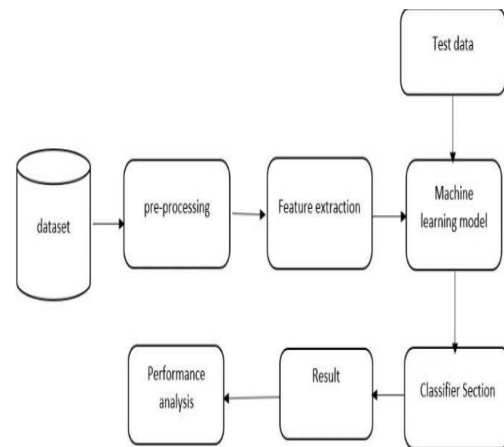 Test data
dataset
pre-processing
Feature extraction
Machine
learning model
Performance
analysis
Result
Classifier Section